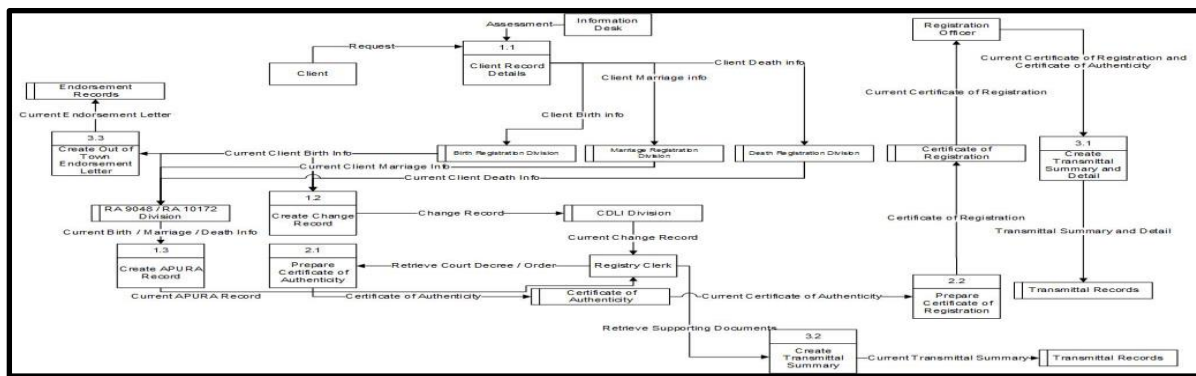 Assessment
Information
Desk
Registration
Officer
Request
1.1
Client Record
Details
Client
Client Death info
Client Marriage info
Client Birth info
Current Certificate of Registration and
Certificate of Authenticity
Endorsement
Records
Current Certificate of Registration
Current Endorsement Letter
3.3
Create Out of
Town
Endorsement
Letter
Current Client Birth Info
Birth Registration Division
Marriage Registration
Division
Death Registration Division
Certificate of
Registration
3.1
Create
Transmittal
Summary and
Detail
Current Client Marriage Info
Current Client Death Info
1.2
Create Change
Record
RA 9048 / RA 10172
Division
Change Record
CDLI Division
Certificate of Registration
Current Birth / Marriage / Death Info
Current Change Record
Transmittal Summary and Detail
1.3
Create APURA
Record
2.1
Prepare
Certificate of
Authenticity
Retrieve Court Decree / Order
Registry Clerk
2.2
Prepare
Certificate of
Registration
Current APURA Record
Certificate of Authenticity
Certificate of
Authenticity
Current Certificate of Authenticity
Transmittal Records
Retrieve Supporting Documents
3.2
Create
Transmittal
Summary
Current Transmittal Summary
Transmittal Records